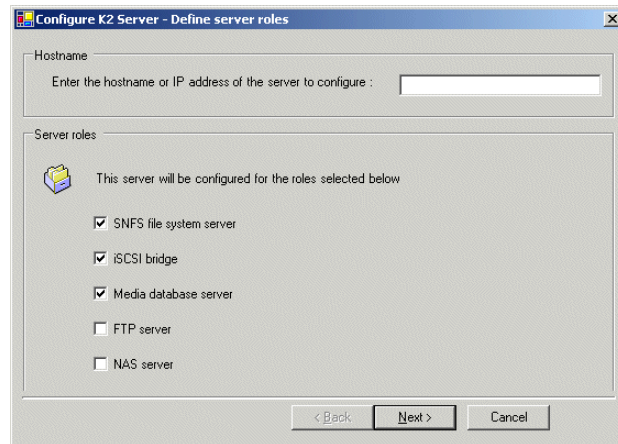 Configure K2 Server - Define server roles
Hostname
Enter the hostname or IP address of the server to configure :
Server roles
This server will be configured for the roles selected below
SNFS file system server
iSCSI bridge
Media database server
FTP server
NAS server
< Back Next > Cancel